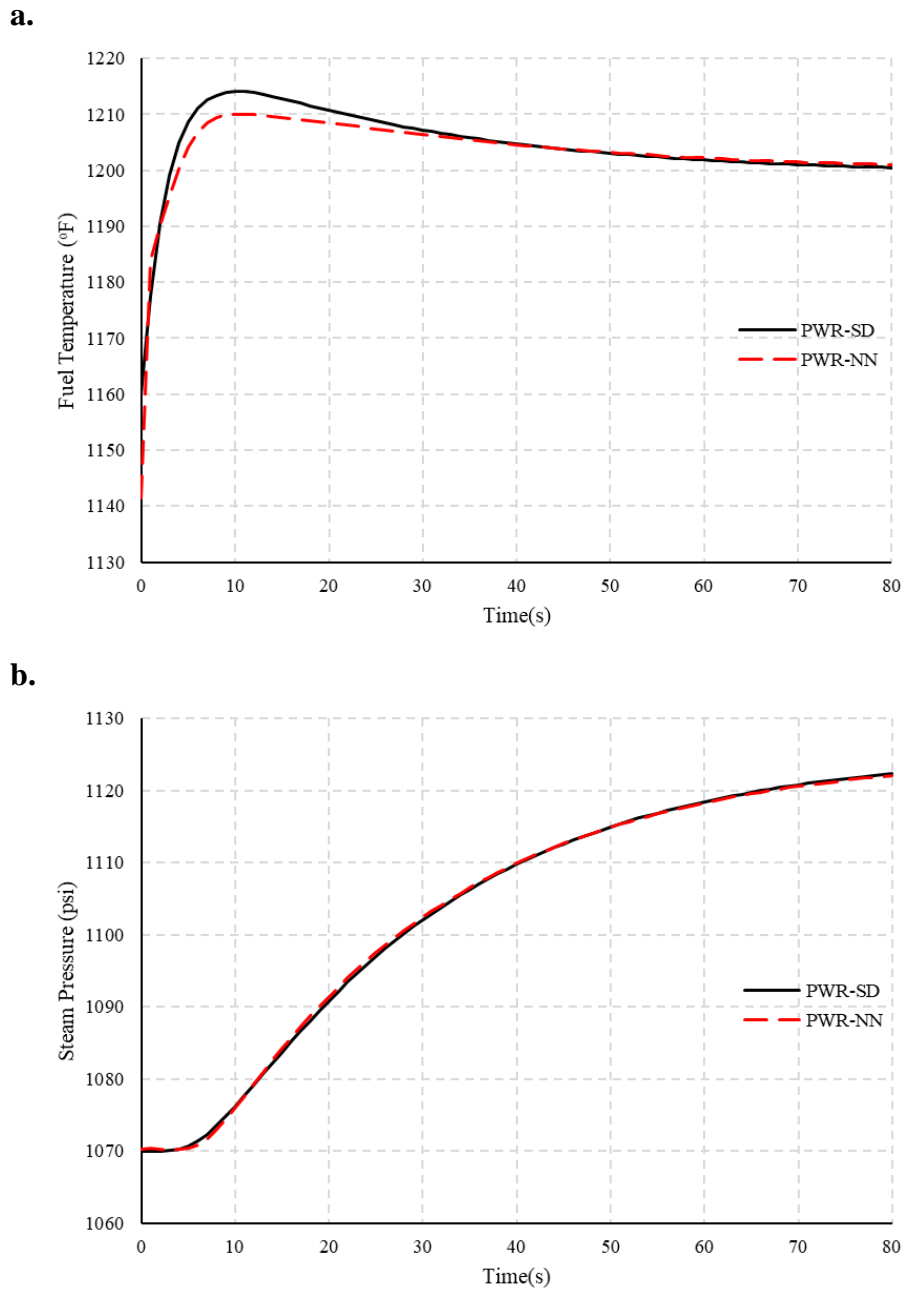 a.
1220
1210
1200
1190
1180
1170
1160
1150
1140
1130
Fuel Temperature (°F)
PWR-SD
PWR-NN
0 10 20 30 40 50 60 70 80
Time(s)
b.
1130
1120
1110
1100
1090
1080
1070
1060
Steam Pressure (psi)
PWR-SD
PWR-NN
0 10 20 30 40 50 60 70 80
Time(s)